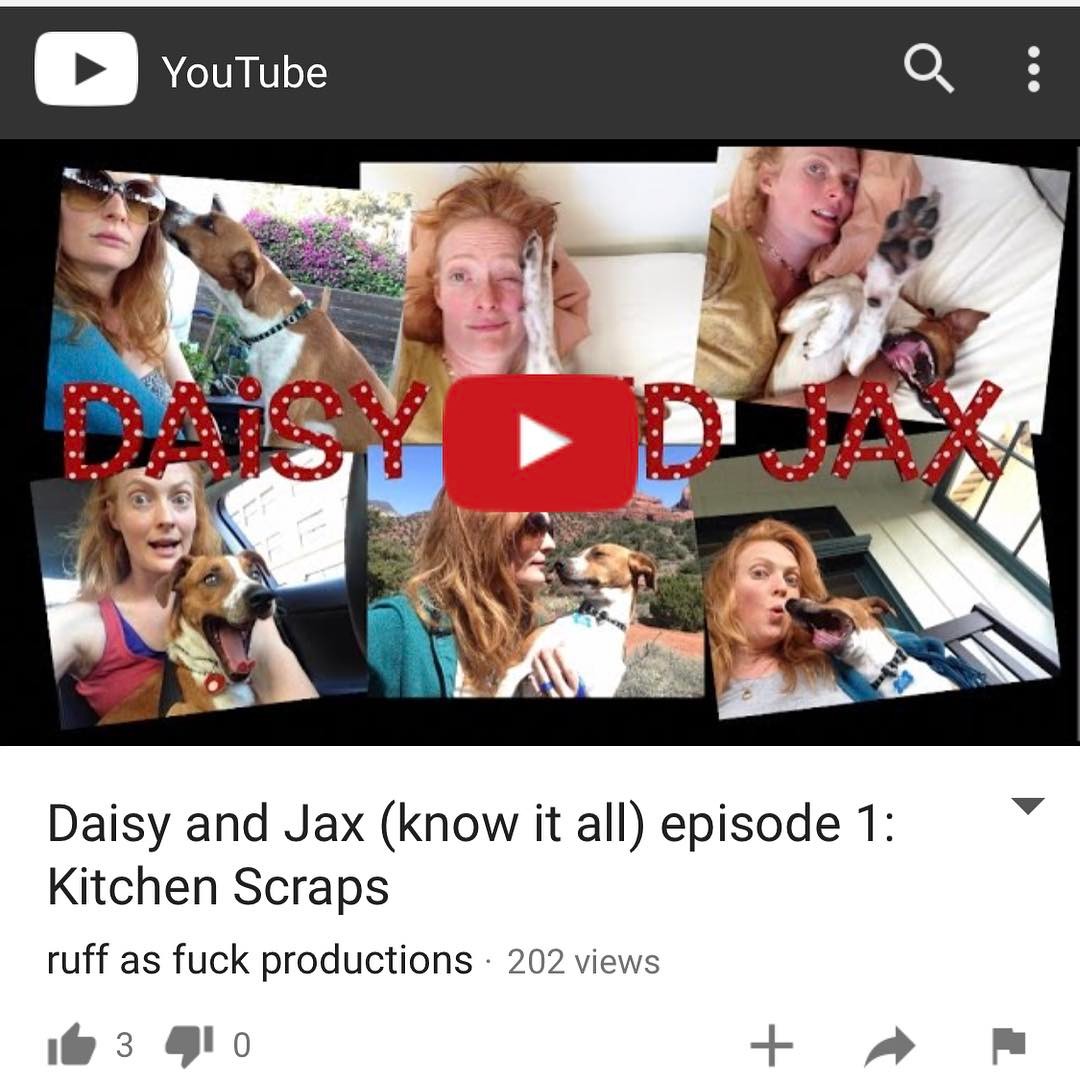 YouTube
DAiSY D JAX
Daisy and Jax (know it all) episode 1:
Kitchen Scraps
ruff as fuck productions · 202 views
3 0